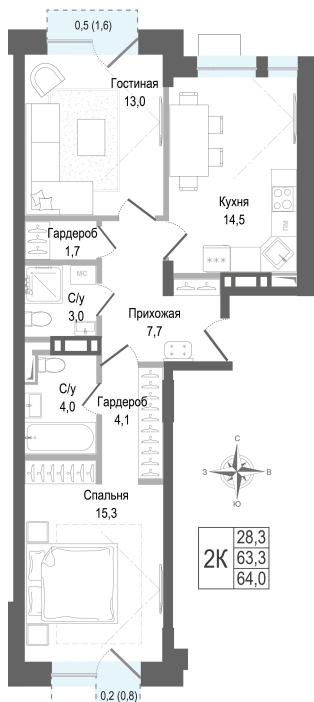 0,5 (1,6)
Гостиная
13,0
Кухня
14,5
ПМ
Гардероб
1,7
МС
С/у
3,0
Прихожая
7,7
С/у
4,0
Гардероб
4,1
С
З
В
Ю
Спальня
15,3
2К
28,3
63,3
64,0
0,2 (0,8)